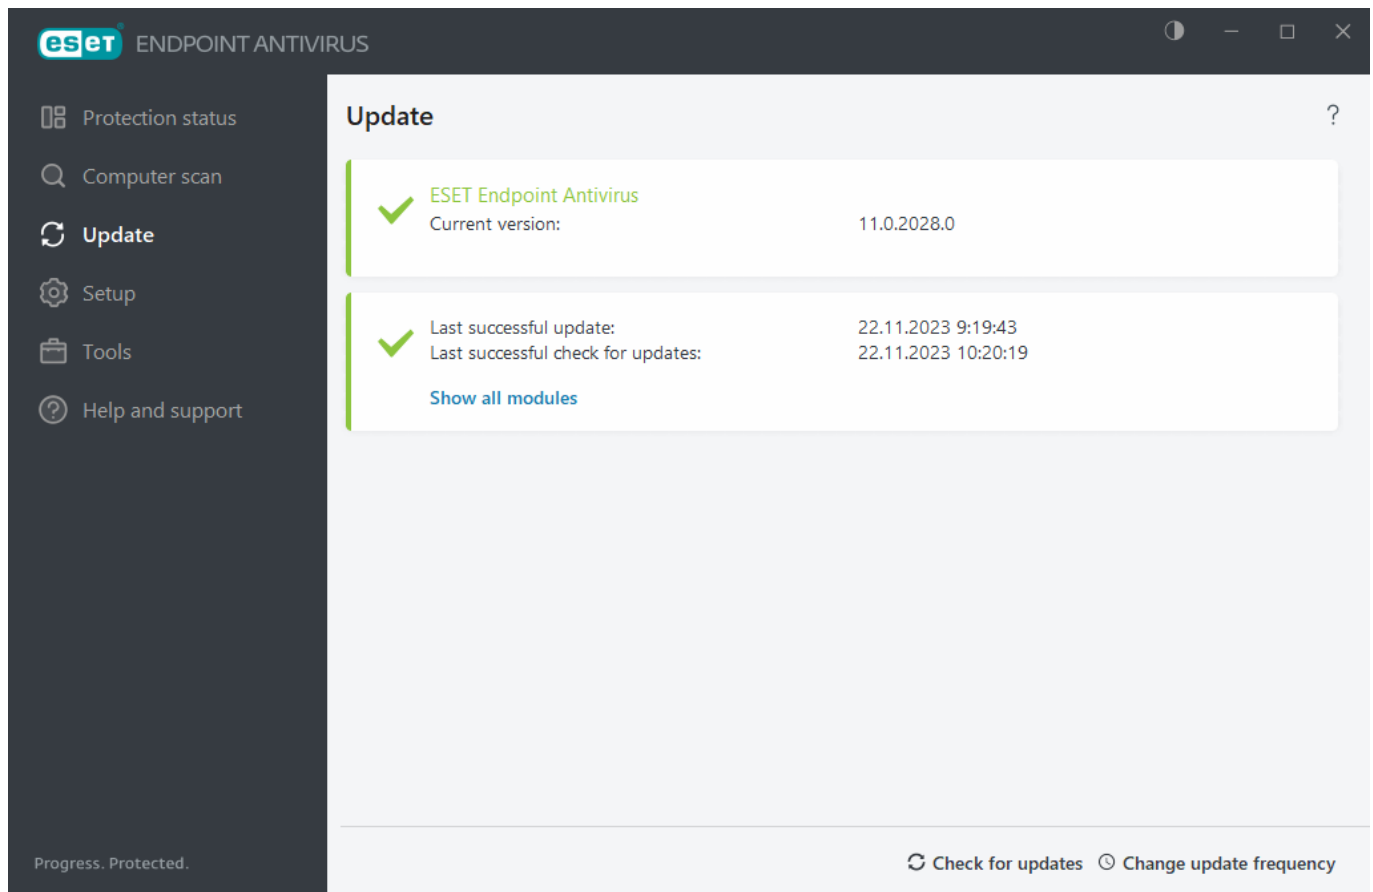 eset ENDPOINT ANTIVIRUS
Protection status
Computer scan
Update
Setup
Tools
Help and support
Progress. Protected.
Update
?
ESET Endpoint Antivirus
Current version: 11.0.2028.0
Last successful update: 22.11.2023 9:19:43
Last successful check for updates: 22.11.2023 10:20:19
Show all modules
Check for updates Change update frequency